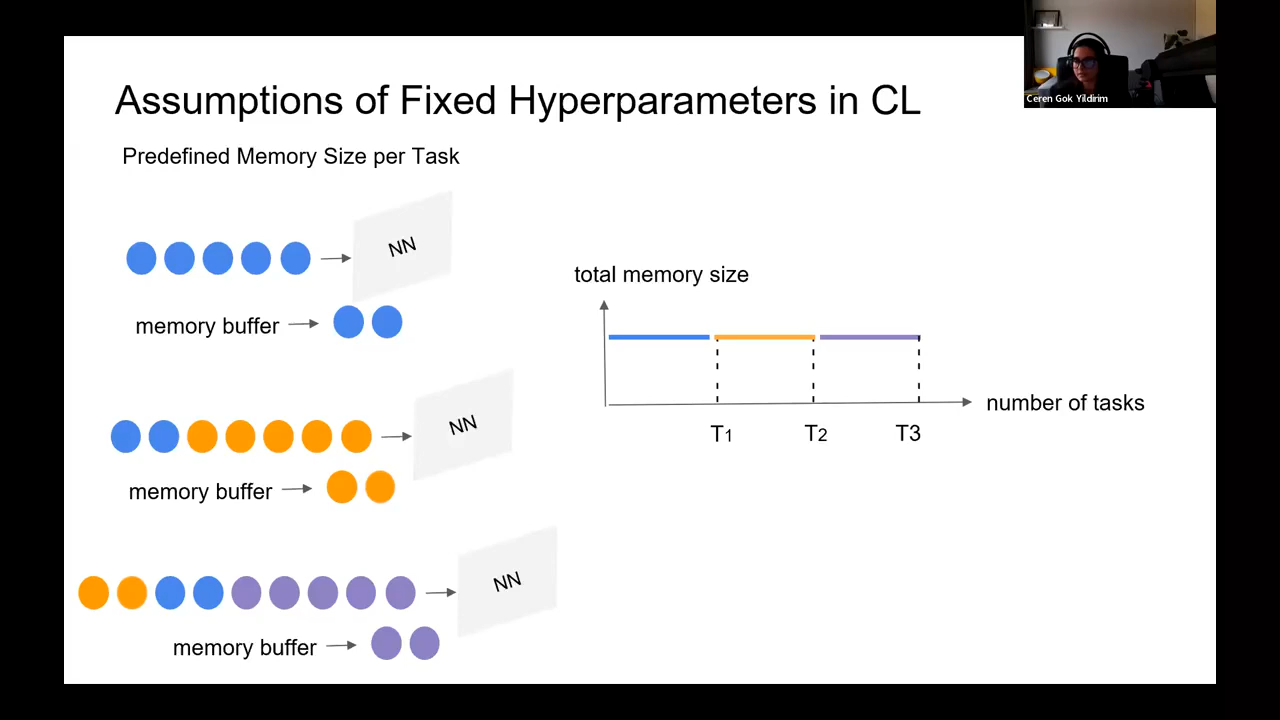 Ceren Gok Yildirim
Assumptions of Fixed Hyperparameters in CL
Predefined Memory Size per Task
NN
memory buffer
NN
memory buffer
NN
memory buffer
total memory size
number of tasks
T1 T2 T3